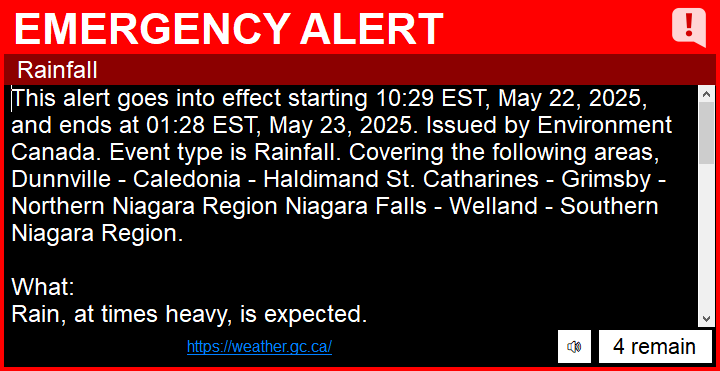 EMERGENCY ALERT
Rainfall
This alert goes into effect starting 10:29 EST, May 22, 2025,
and ends at 01:28 EST, May 23, 2025. Issued by Environment
Canada. Event type is Rainfall. Covering the following areas,
Dunnville - Caledonia - Haldimand St. Catharines - Grimsby -
Northern Niagara Region Niagara Falls - Welland - Southern
Niagara Region.
What:
Rain, at times heavy, is expected.
https://weather.gc.ca/
4 remain